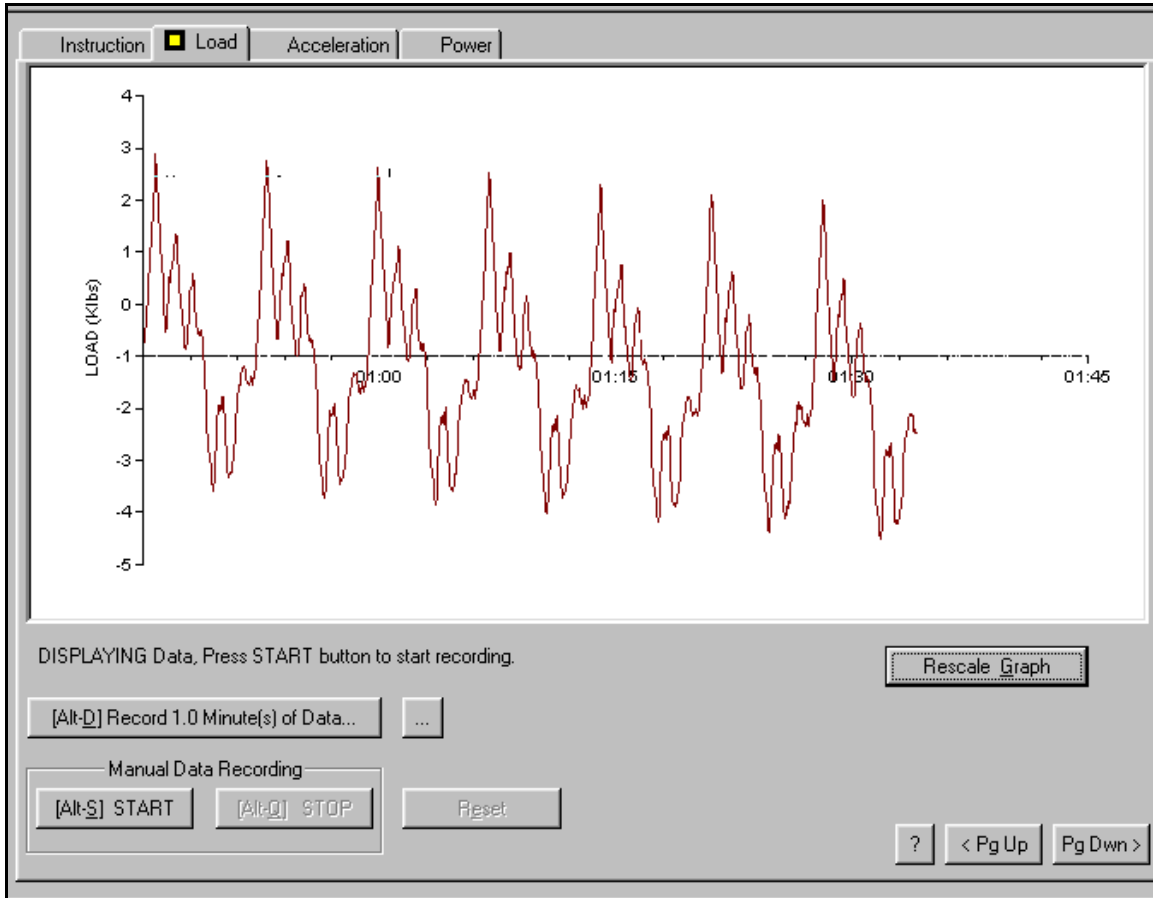 Instruction Load Acceleration Power
4
3
2
1
0
-1
-2
-3
-4
-5
LOAD (Klbs)
01:00 01:15 01:30 01:45
DISPLAYING Data, Press START button to start recording.
Rescale Graph
[Alt-D] Record 1.0 Minute(s) of Data... ...
Manual Data Recording
[Alt-S] START [Alt-Q] STOP Reset
? < Pg Up Pg Dwn >